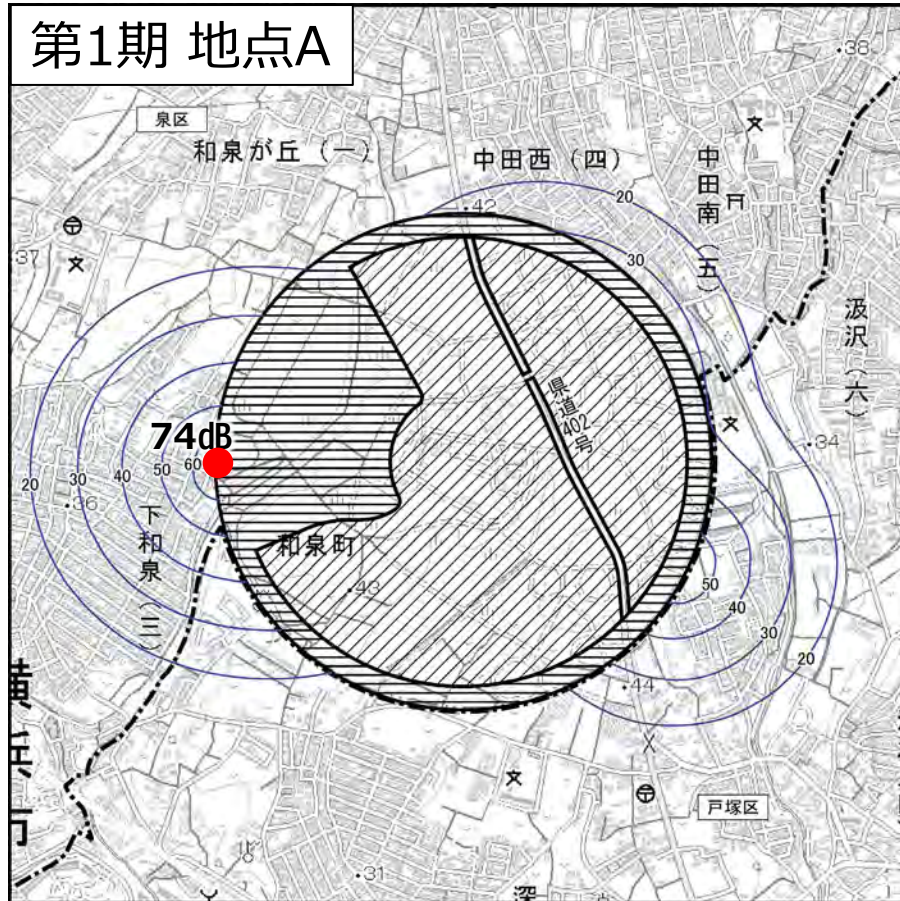 第1期 地点A
38
泉区
和泉が丘（一）
中田西（四）
中田南（五）
20
42
37
30
汲沢（六）
県道402号
74dB
20
30
40
50
60
34
36
下和泉（三）
和泉町
43
50
40
30
20
44
横浜市
戸塚区
31
深